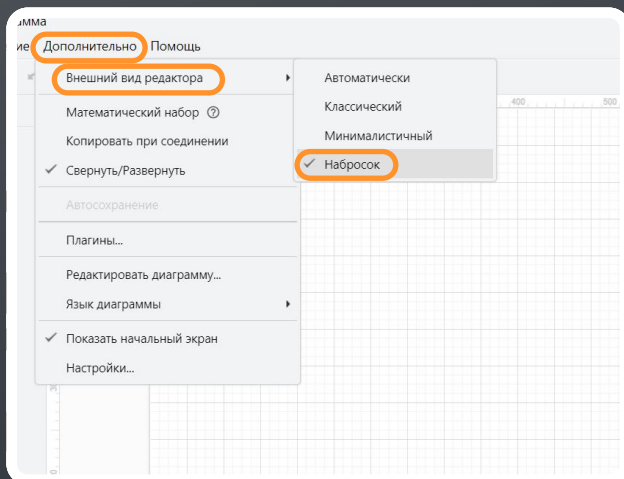 амма
ие Дополнительно Помощь
Внешний вид редактора
Математический набор
Копировать при соединении
Свернуть/Развернуть
Автосохранение
Плагины...
Редактировать диаграмму...
Язык диаграммы
Показать начальный экран
Настройки...
Автоматически
Классический
Минималистичный
Набросок
400
500